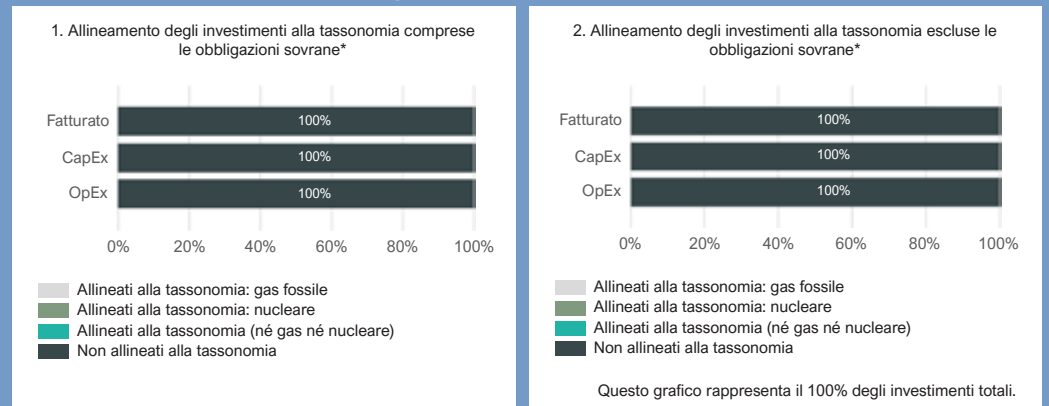 1. Allineamento degli investimenti alla tassonomia comprese
le obbligazioni sovrane*
Fatturato
100%
CapEx
100%
OpEx
100%
0%
20%
40%
60%
80%
100%
Allineati alla tassonomia: gas fossile
Allineati alla tassonomia: nucleare
Allineati alla tassonomia (né gas né nucleare)
Non allineati alla tassonomia
2. Allineamento degli investimenti alla tassonomia escluse le
obbligazioni sovrane*
Fatturato
100%
CapEx
100%
OpEx
100%
0%
20%
40%
60%
80%
100%
Allineati alla tassonomia: gas fossile
Allineati alla tassonomia: nucleare
Allineati alla tassonomia (né gas né nucleare)
Non allineati alla tassonomia
Questo grafico rappresenta il 100% degli investimenti totali.